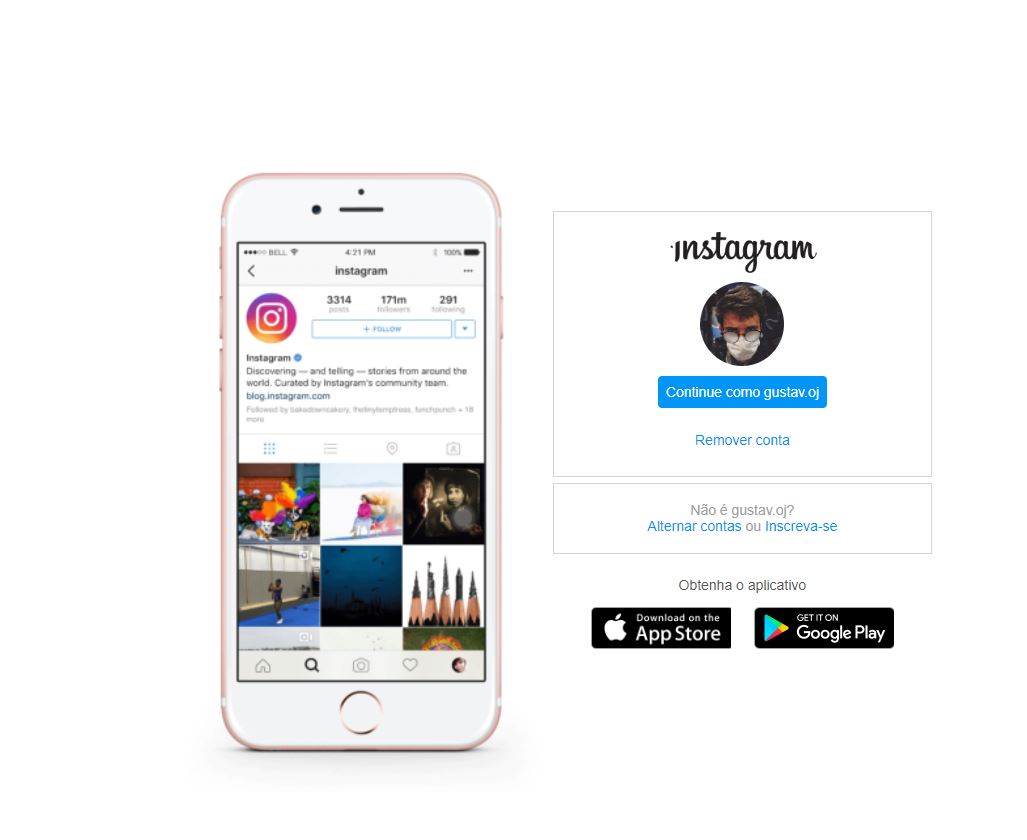 BELL
4:21 PM
100%
instagram
3314
171m
291
posts
followers
following
+ FOLLOW
Instagram
Discovering — and telling — stories from around the
world. Curated by Instagram's community team.
blog.instagram.com
Followed by bakedowncakery, thetinytemptress, funchpunch + 18
more
Instagram
Continue como gustav.oj
Remover conta
Não é gustav.oj?
Alternar contas ou Inscreva-se
Obtenha o aplicativo
Download on the
App Store
GET IT ON
Google Play